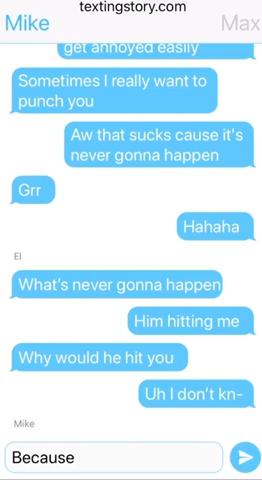 textingstory.com
Mike
Max
get annoyed easily
Sometimes I really want to
punch you
Aw that sucks cause it's
never gonna happen
Grr
Hahaha
El
What's never gonna happen
Him hitting me
Why would he hit you
Uh I don't kn-
Mike
Because